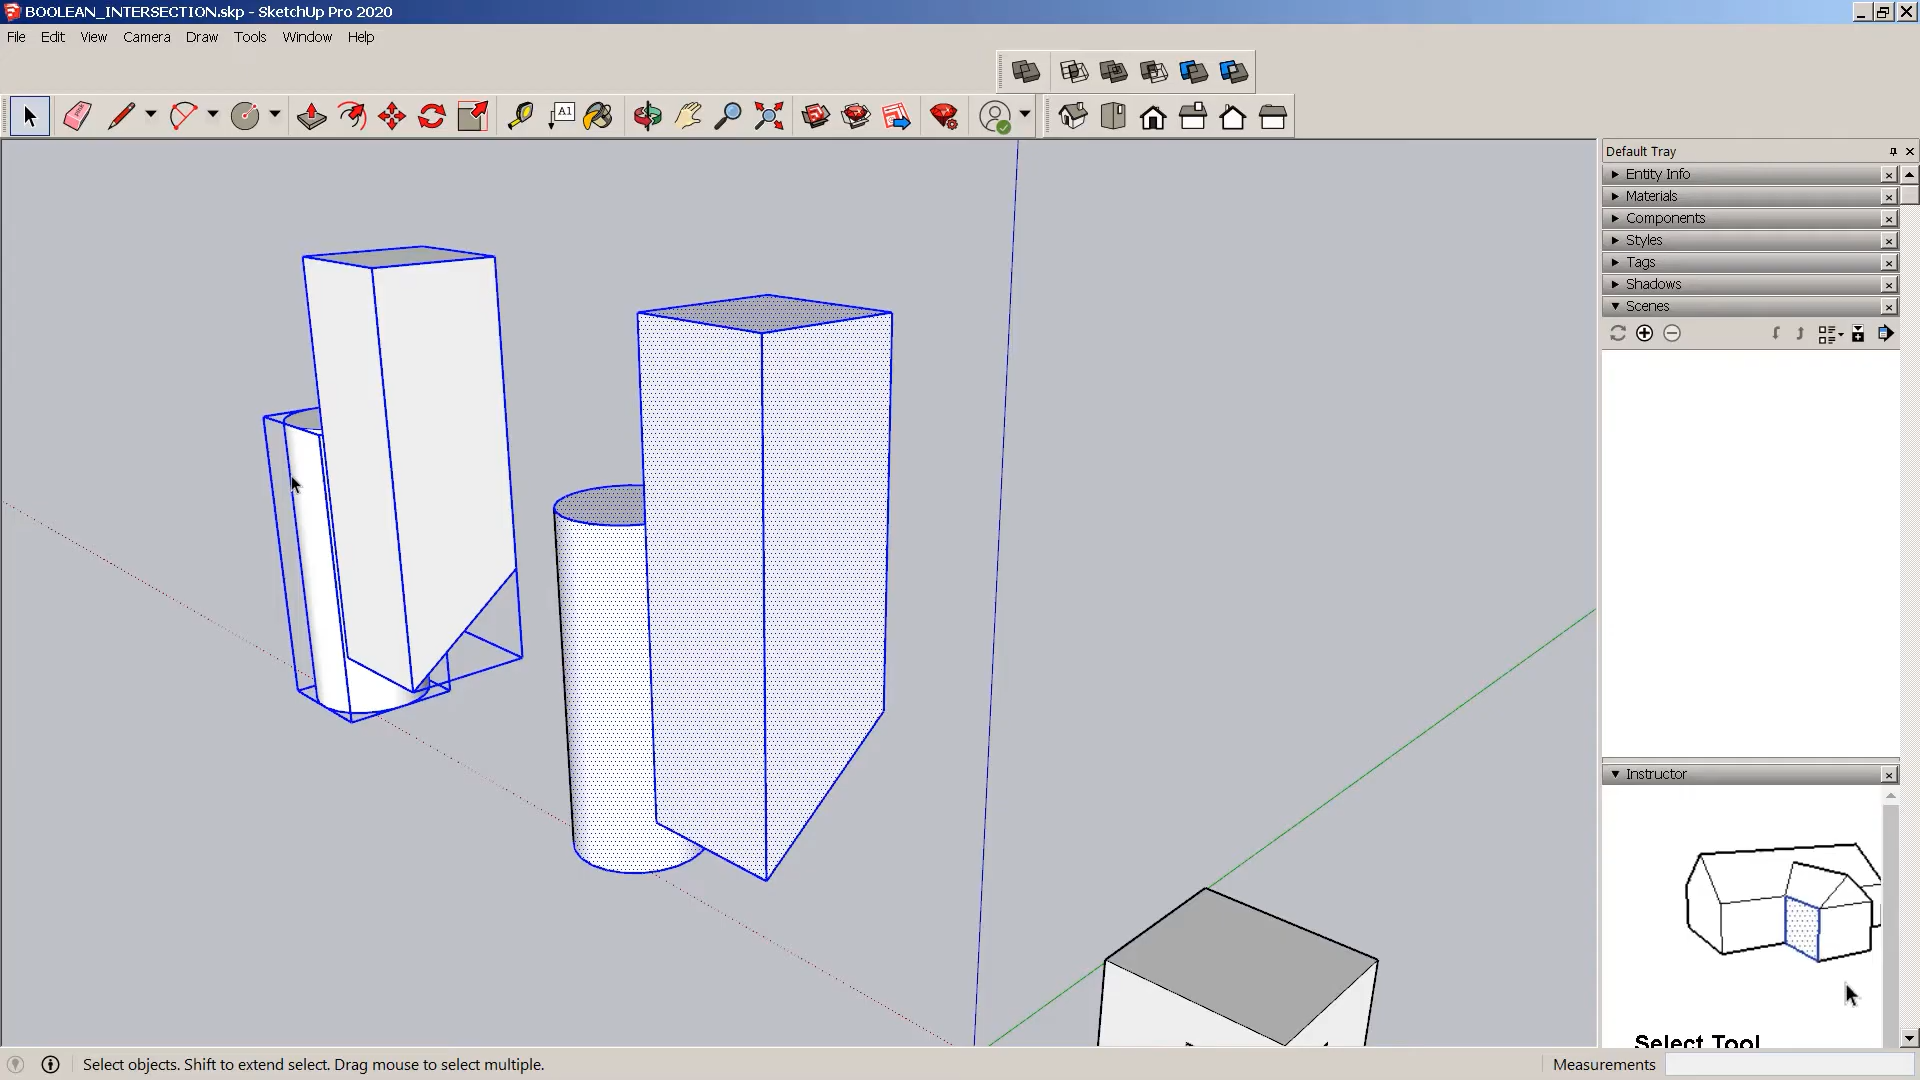 BOOLEAN_INTERSECTION.skp - SketchUp Pro 2020
File Edit View Camera Draw Tools Window Help
A1
Default Tray
Entity Info
Materials
Components
Styles
Tags
Shadows
Scenes
Instructor
Select Tool
Select objects. Shift to extend select. Drag mouse to select multiple.
Measurements